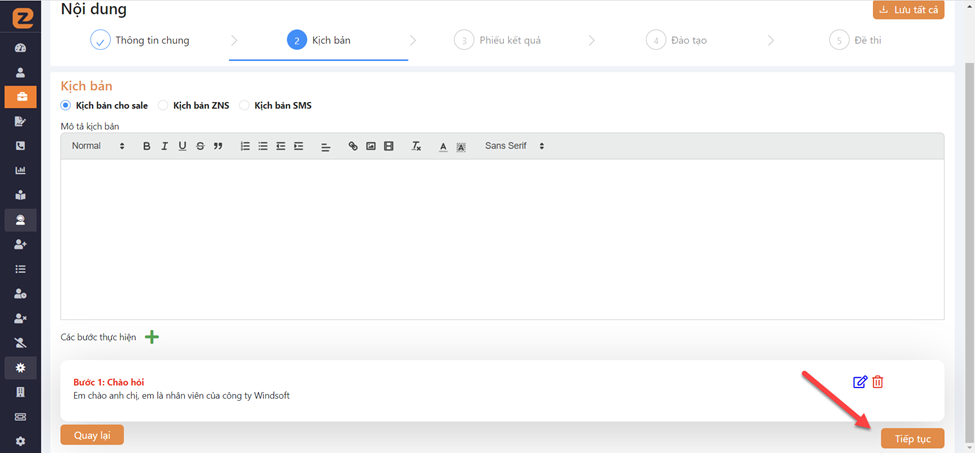 Nội dung
Lưu tất cả
Thông tin chung
2 Kịch bản
3 Phiếu kết quả
4 Đào tạo
5 Đề thi
Kịch bản
Kịch bản cho sale Kịch bản ZNS Kịch bản SMS
Mô tả kịch bản
Normal B I U S Sans Serif
Các bước thực hiện
Bước 1: Chào hỏi
Em chào anh chị, em là nhân viên của công ty Windsoft
Quay lại
Tiếp tục